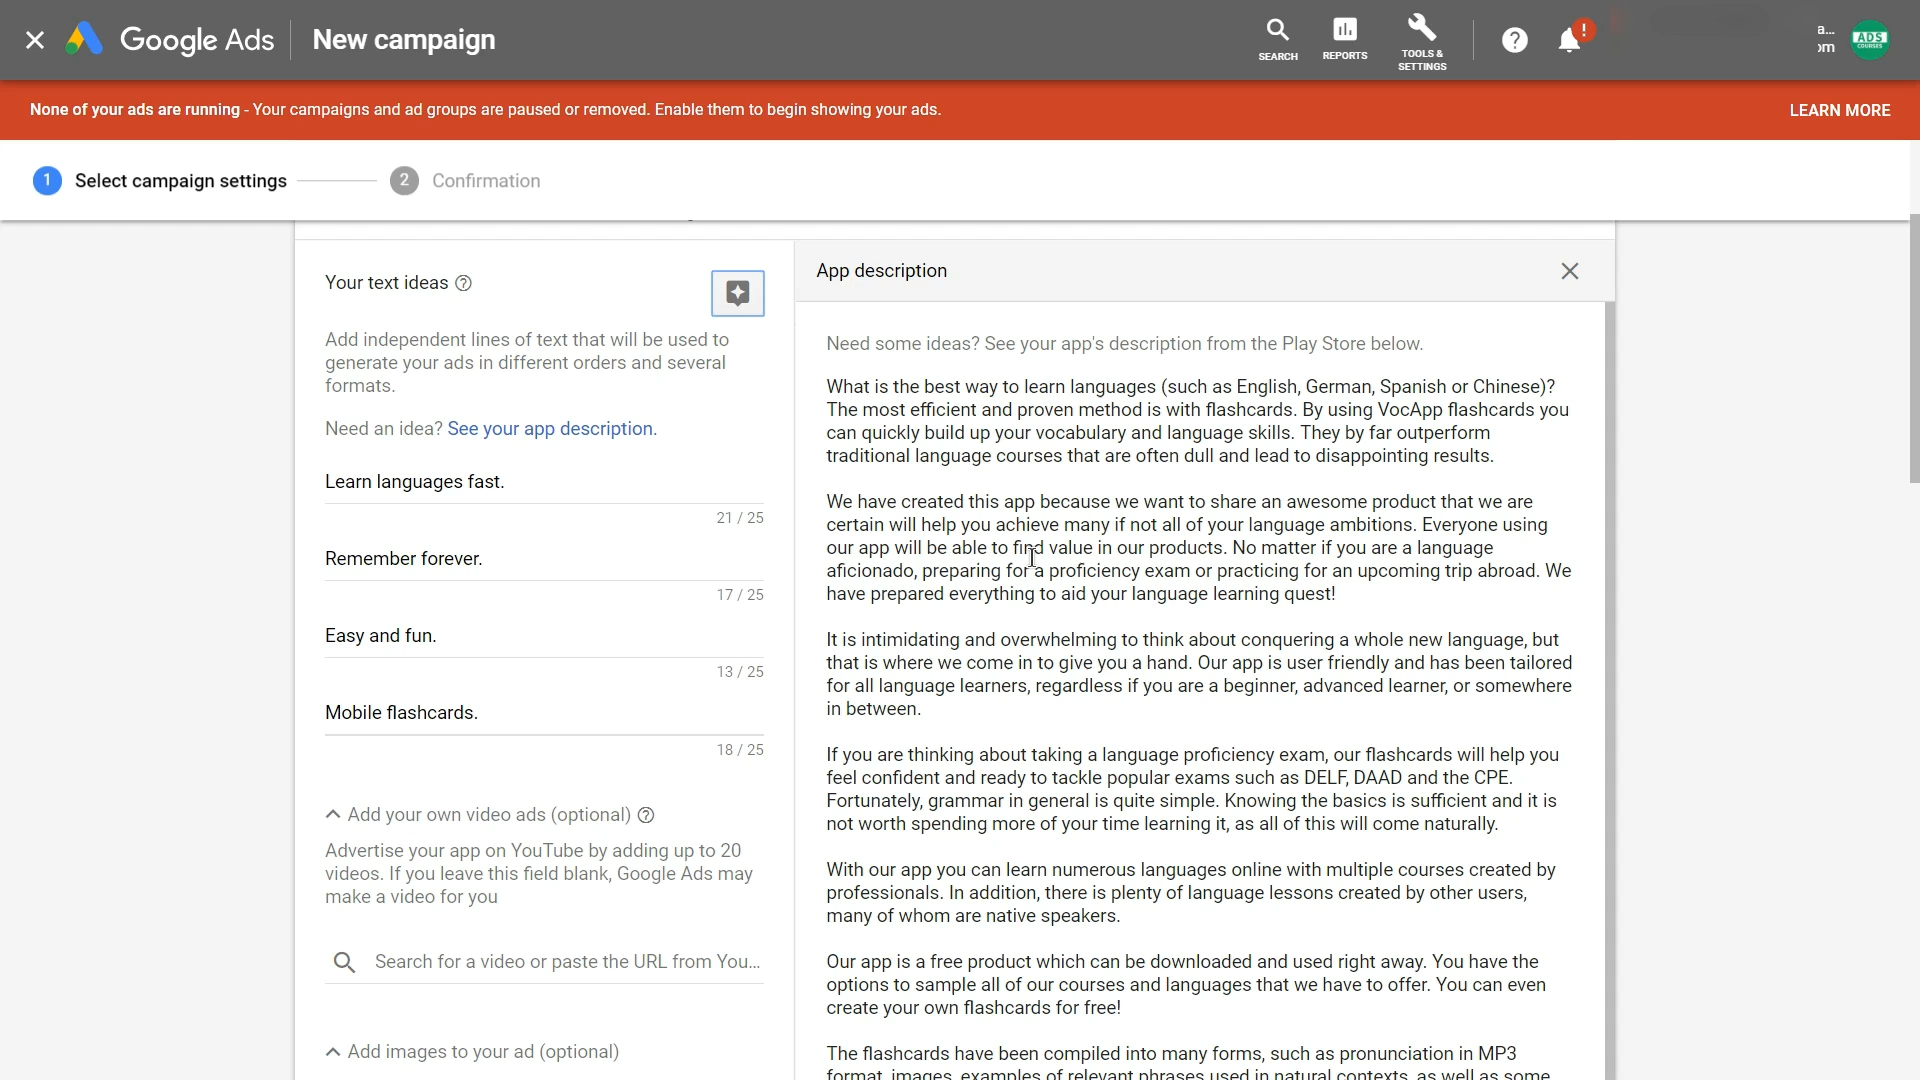 Google Ads
New campaign
SEARCH
REPORTS
TOOLS &
SETTINGS
!
a...
om
ADS
COURSES
None of your ads are running - Your campaigns and ad groups are paused or removed. Enable them to begin showing your ads.
LEARN MORE
1 Select campaign settings
2 Confirmation
Your text ideas
Add independent lines of text that will be used to
generate your ads in different orders and several
formats.
Need an idea? See your app description.
Learn languages fast.
21 / 25
Remember forever.
17 / 25
Easy and fun.
13 / 25
Mobile flashcards.
18 / 25
Add your own video ads (optional)
Advertise your app on YouTube by adding up to 20
videos. If you leave this field blank, Google Ads may
make a video for you
Search for a video or paste the URL from You...
Add images to your ad (optional)
App description
Need some ideas? See your app's description from the Play Store below.
What is the best way to learn languages (such as English, German, Spanish or Chinese)?
The most efficient and proven method is with flashcards. By using VocApp flashcards you
can quickly build up your vocabulary and language skills. They by far outperform
traditional language courses that are often dull and lead to disappointing results.
We have created this app because we want to share an awesome product that we are
certain will help you achieve many if not all of your language ambitions. Everyone using
our app will be able to find value in our products. No matter if you are a language
aficionado, preparing for a proficiency exam or practicing for an upcoming trip abroad. We
have prepared everything to aid your language learning quest!
It is intimidating and overwhelming to think about conquering a whole new language, but
that is where we come in to give you a hand. Our app is user friendly and has been tailored
for all language learners, regardless if you are a beginner, advanced learner, or somewhere
in between.
If you are thinking about taking a language proficiency exam, our flashcards will help you
feel confident and ready to tackle popular exams such as DELF, DAAD and the CPE.
Fortunately, grammar in general is quite simple. Knowing the basics is sufficient and it is
not worth spending more of your time learning it, as all of this will come naturally.
With our app you can learn numerous languages online with multiple courses created by
professionals. In addition, there is plenty of language lessons created by other users,
many of whom are native speakers.
Our app is a free product which can be downloaded and used right away. You have the
options to sample all of our courses and languages that we have to offer. You can even
create your own flashcards for free!
The flashcards have been compiled into many forms, such as pronunciation in MP3
format, images, examples of relevant phrases used in natural contexts, as well as some